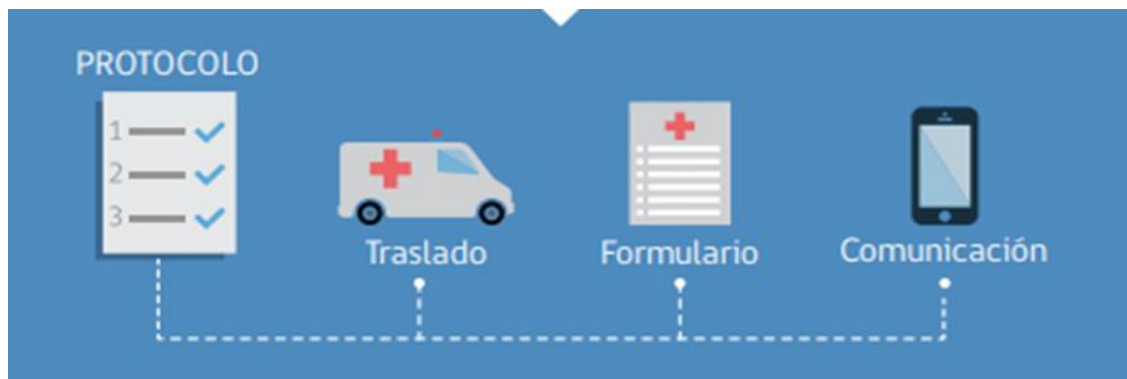 PROTOCOLO
1
2
3
Traslado
Formulario
Comunicación